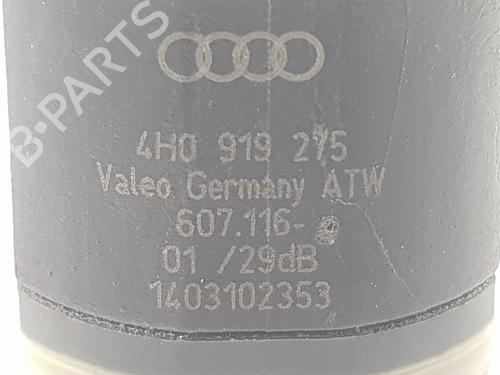 B-PARTS
4H0 919 275
Valeo Germany ATW
607.116-
01 /29dB
1403102353